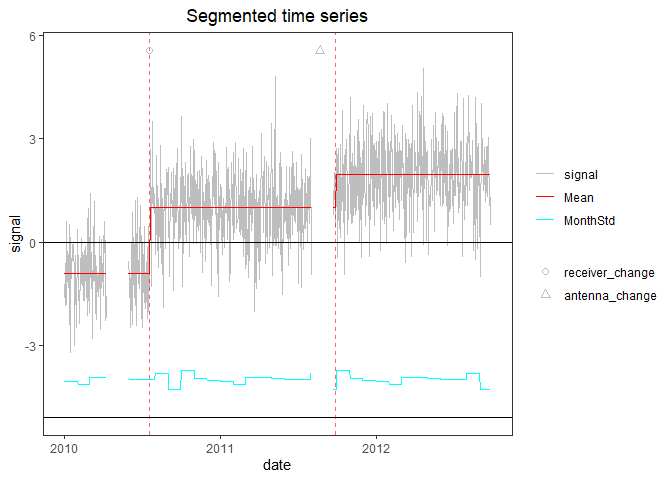 Segmented time series
6
3
0
-3
signal
2010
2011
2012
date
signal
Mean
MonthStd
receiver_change
antenna_change